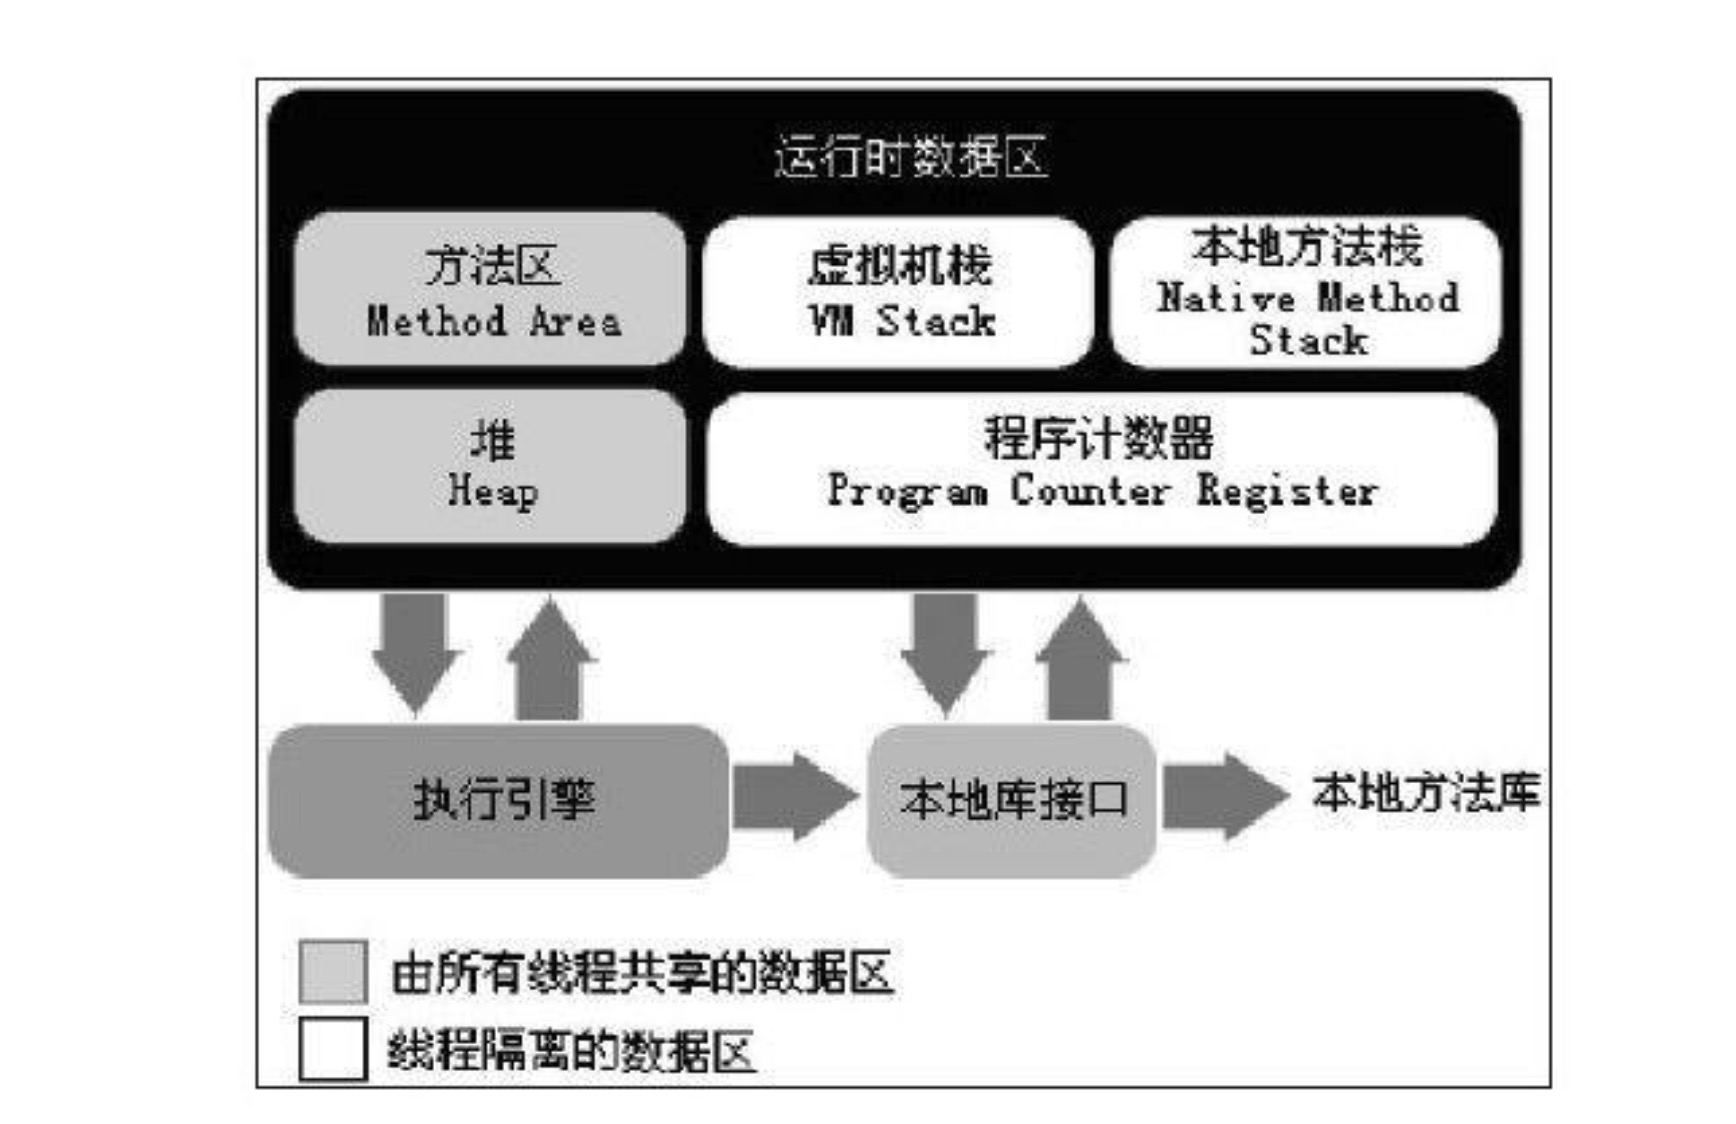 运行时数据区
方法区
Method Area
虚拟机栈
VM Stack
本地方法栈
Native Method
Stack
堆
Heap
程序计数器
Program Counter Register
执行引擎
本地库接口
本地方法库
由所有线程共享的数据区
线程隔离的数据区